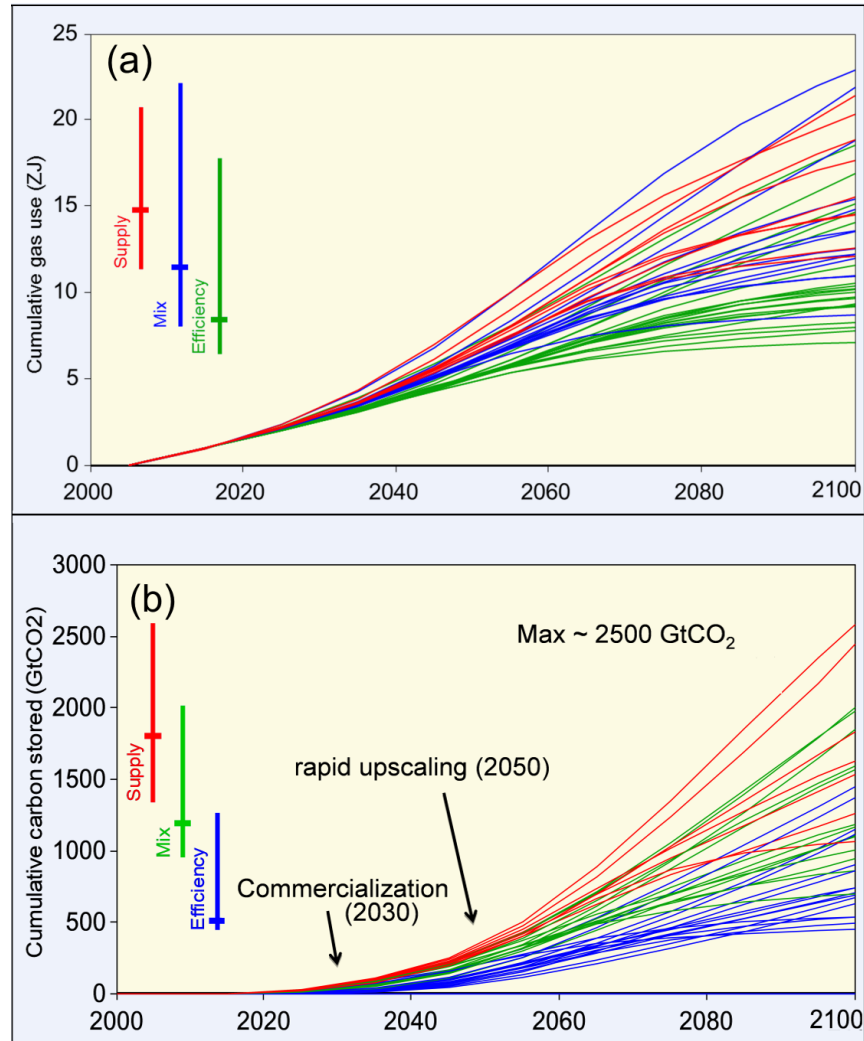 (a)
Cumulative gas use (ZJ)
25
20
15
10
5
0
Supply
Mix
Efficiency
2000 2020 2040 2060 2080 2100
(b)
Cumulative carbon stored (GtCO2)
3000
2500
2000
1500
1000
500
0
Supply
Mix
Efficiency
Max ~ 2500 GtCO₂
rapid upscaling (2050)
Commercialization
(2030)
2000 2020 2040 2060 2080 2100